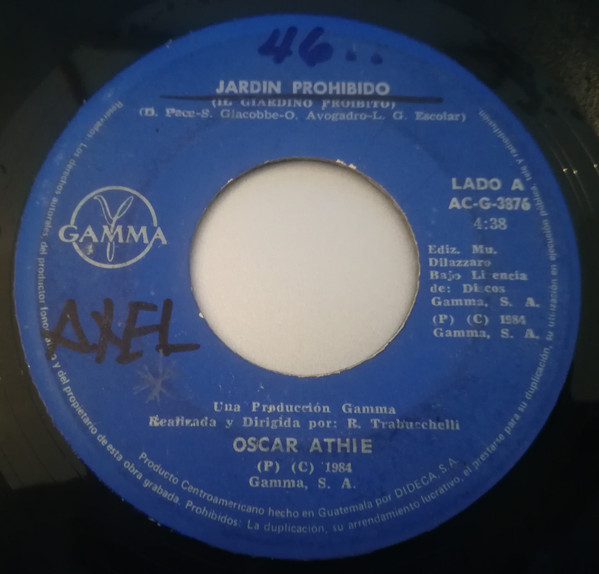 46..
JARDIN PROHIBIDO
(IL GIARDINO PROIBITO)
(D. Pace-S. Giacobbe-O. Avogadro-L. G. Escolar)
LADO A
AC-G-3876
4:38
GAMMA
Ediz. Mu.
Dilazzaro
Bajo Licencia
de: Discos
Gamma, S. A.
(P) (C) 1984
Gamma, S. A.
AXEL
Una Producción Gamma
Realizada y Dirigida por: R. Trabucchelli
OSCAR ATHIE
(P) (C) 1984
Gamma, S. A.
Reservados Los derechos autorales, del productor y del propietario de esta obra grabada. Prohibidos: La duplicación, su arrendamiento lucrativo, el prestarse para su duplicación, su utilización en ejecución pública, tele y radiodifusión.
Producto Centroamericano hecho en Guatemala por DIDECA, S.A.